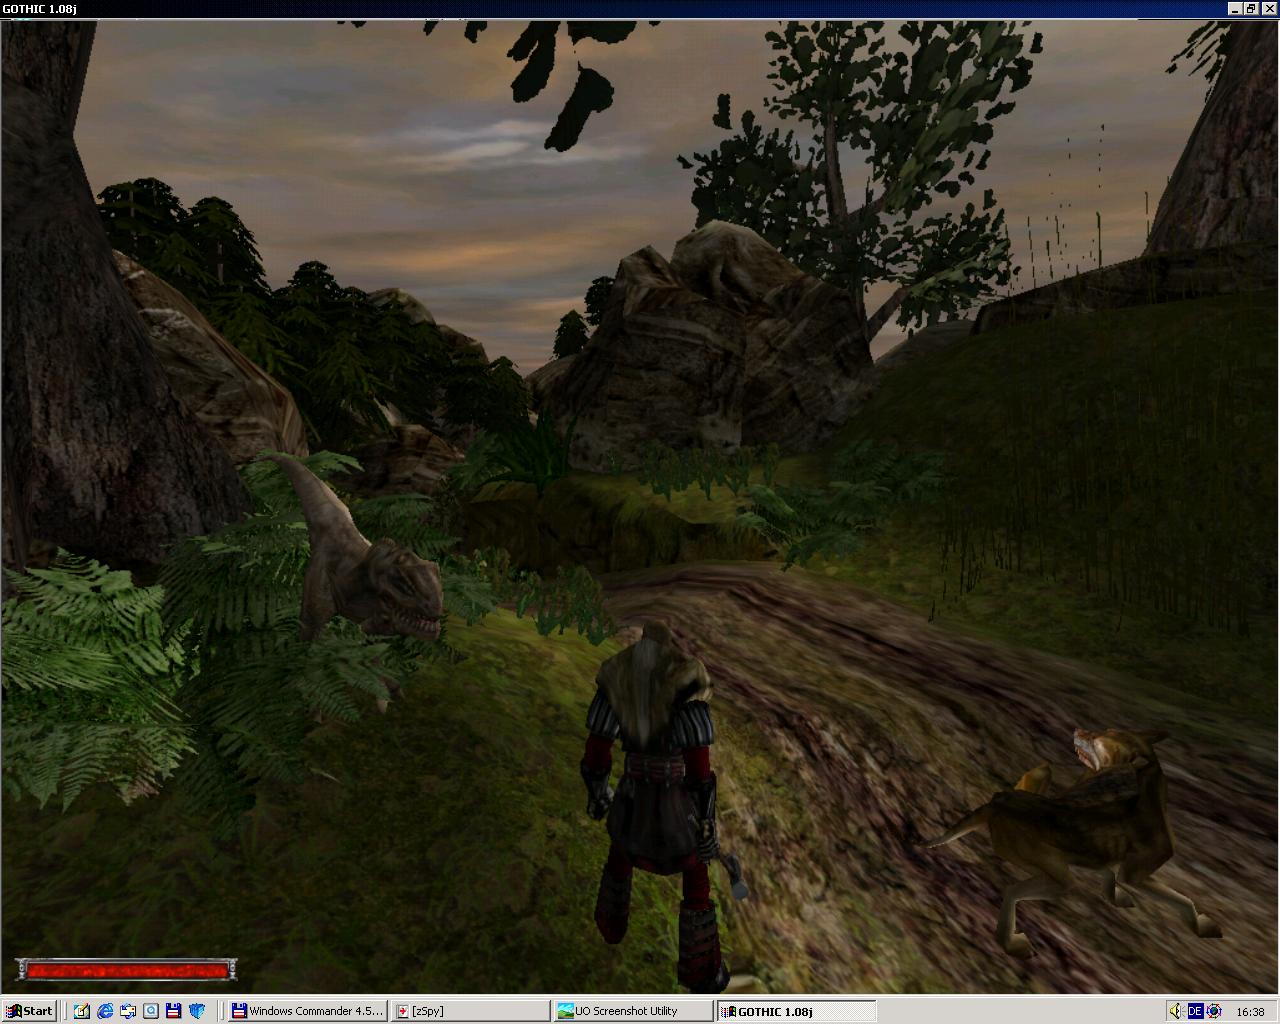 GOTHIC 1.08j
Start
Windows Commander 4.5...
[zSpy]
UO Screenshot Utility
GOTHIC 1.08j
DE
16:38